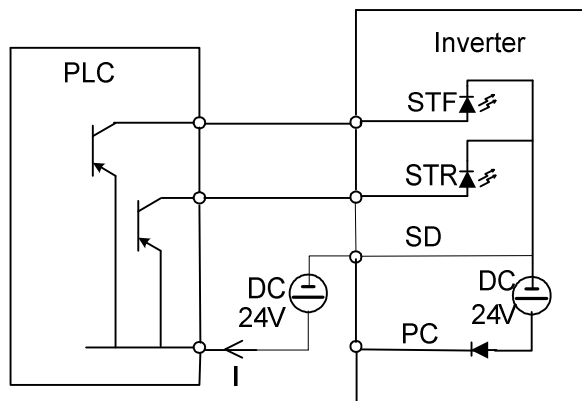 Inverter
PLC
STF
STR
SD
DC
24V
DC
24V
PC
I